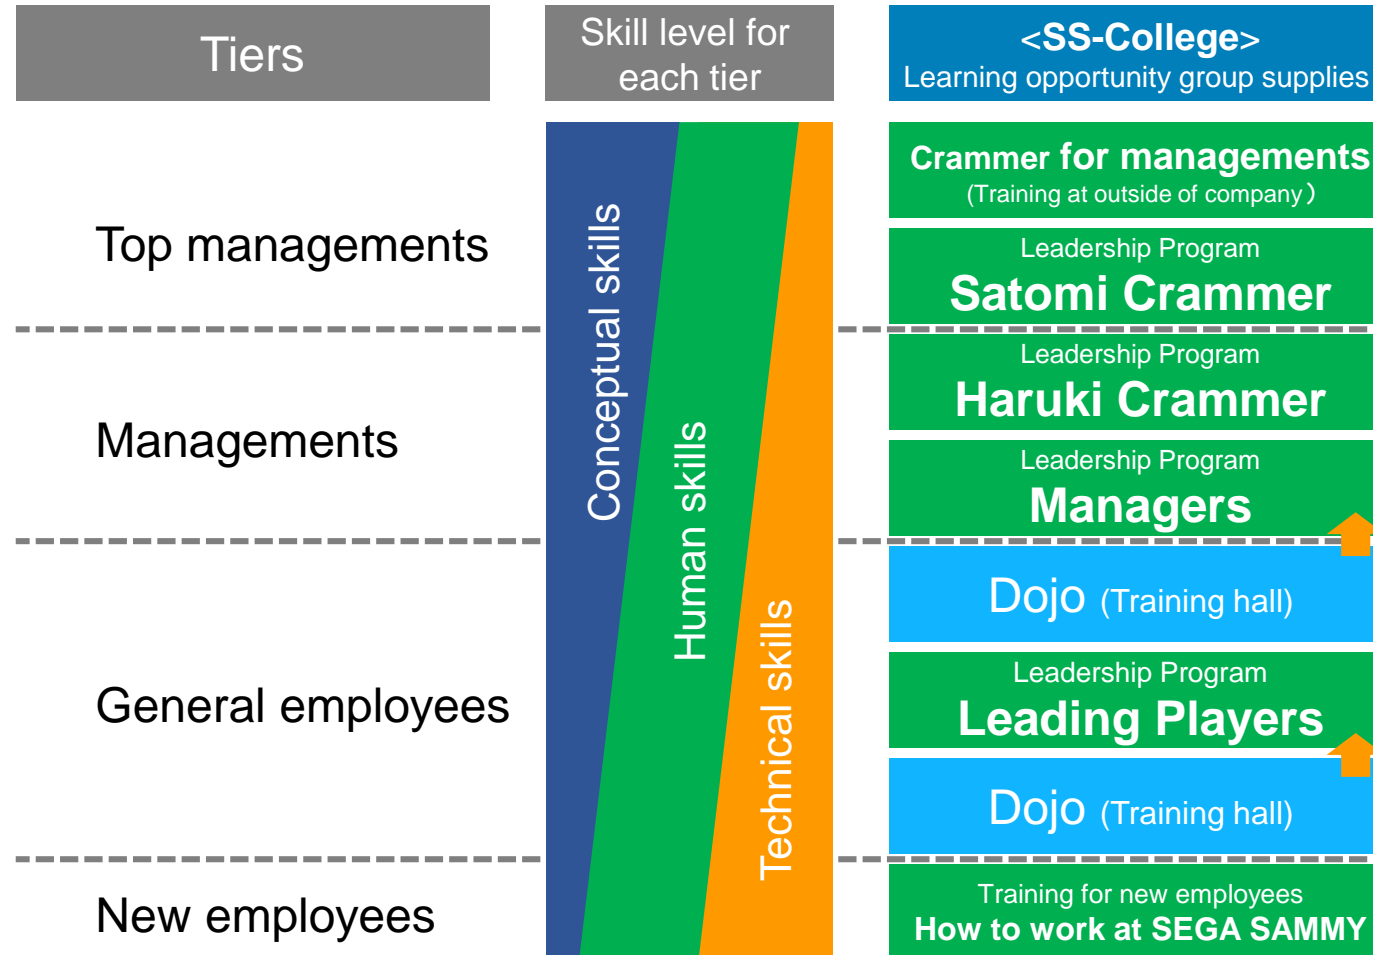 Tiers
Skill level for
each tier
<SS-College>
Learning opportunity group supplies
Top managements
Managements
General employees
New employees
Conceptual skills
Human skills
Technical skills
Crammer for managements
(Training at outside of company）
Leadership Program
Satomi Crammer
Leadership Program
Haruki Crammer
Leadership Program
Managers
Dojo (Training hall)
Leadership Program
Leading Players
Dojo (Training hall)
Training for new employees
How to work at SEGA SAMMY